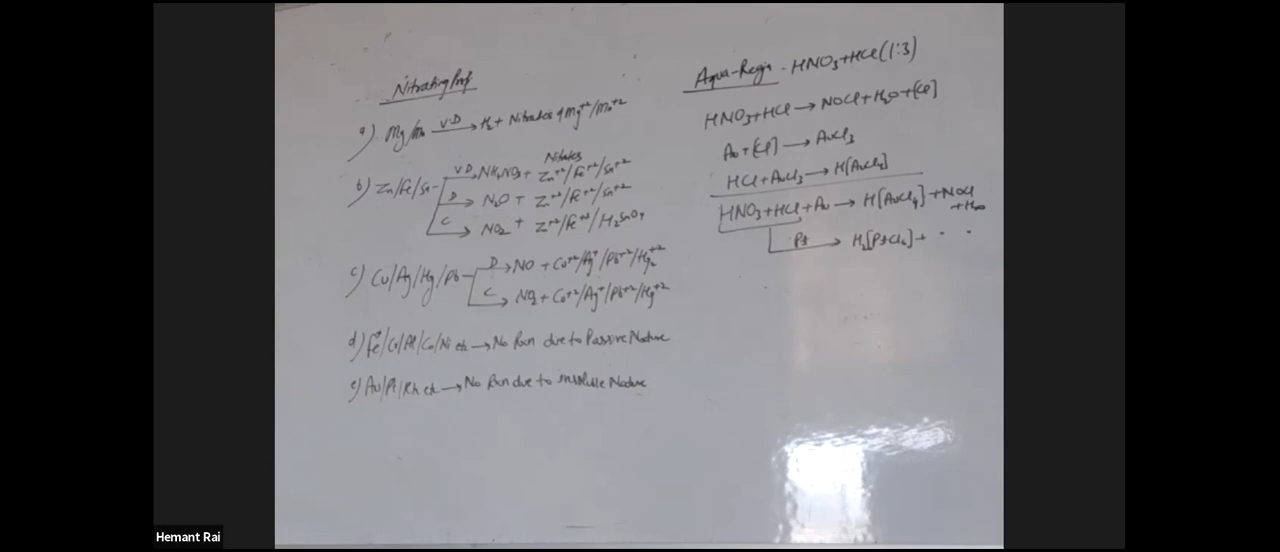 Nitrating Prop.
a) Mg/Mn V.D → H2 + Nitrates of Mg+2/Mn+2
b) Zn/Fe/Sn V.D → NH4NO3 + Nitrates Zn+2/Fe+2/Sn+2
D → N2O + Zn+2/Fe+2/Sn+2
C → NO2 + Zn+2/Fe+3/H2SnO3
c) Cu/Ag/Hg/Pb D → NO + Cu+2/Ag+/Pb+2/Hg2+2
C → NO2 + Cu+2/Ag+/Pb+2/Hg+2
d) Fe/Cr/Al/Co/Ni etc → No Rxn due to Passive Nature
e) Au/Pt/Rh etc → No Rxn due to insoluble Nature
Aqua-Regia - HNO3+HCl (1:3)
HNO3+HCl → NOCl+H2O+[Cl]
Au+[Cl] → AuCl3
HCl+AuCl3 → H[AuCl4]
HNO3+HCl+Au → H[AuCl4]+NOCl
+H2O
Pt → H2[PtCl6]+ . .
Hemant Rai